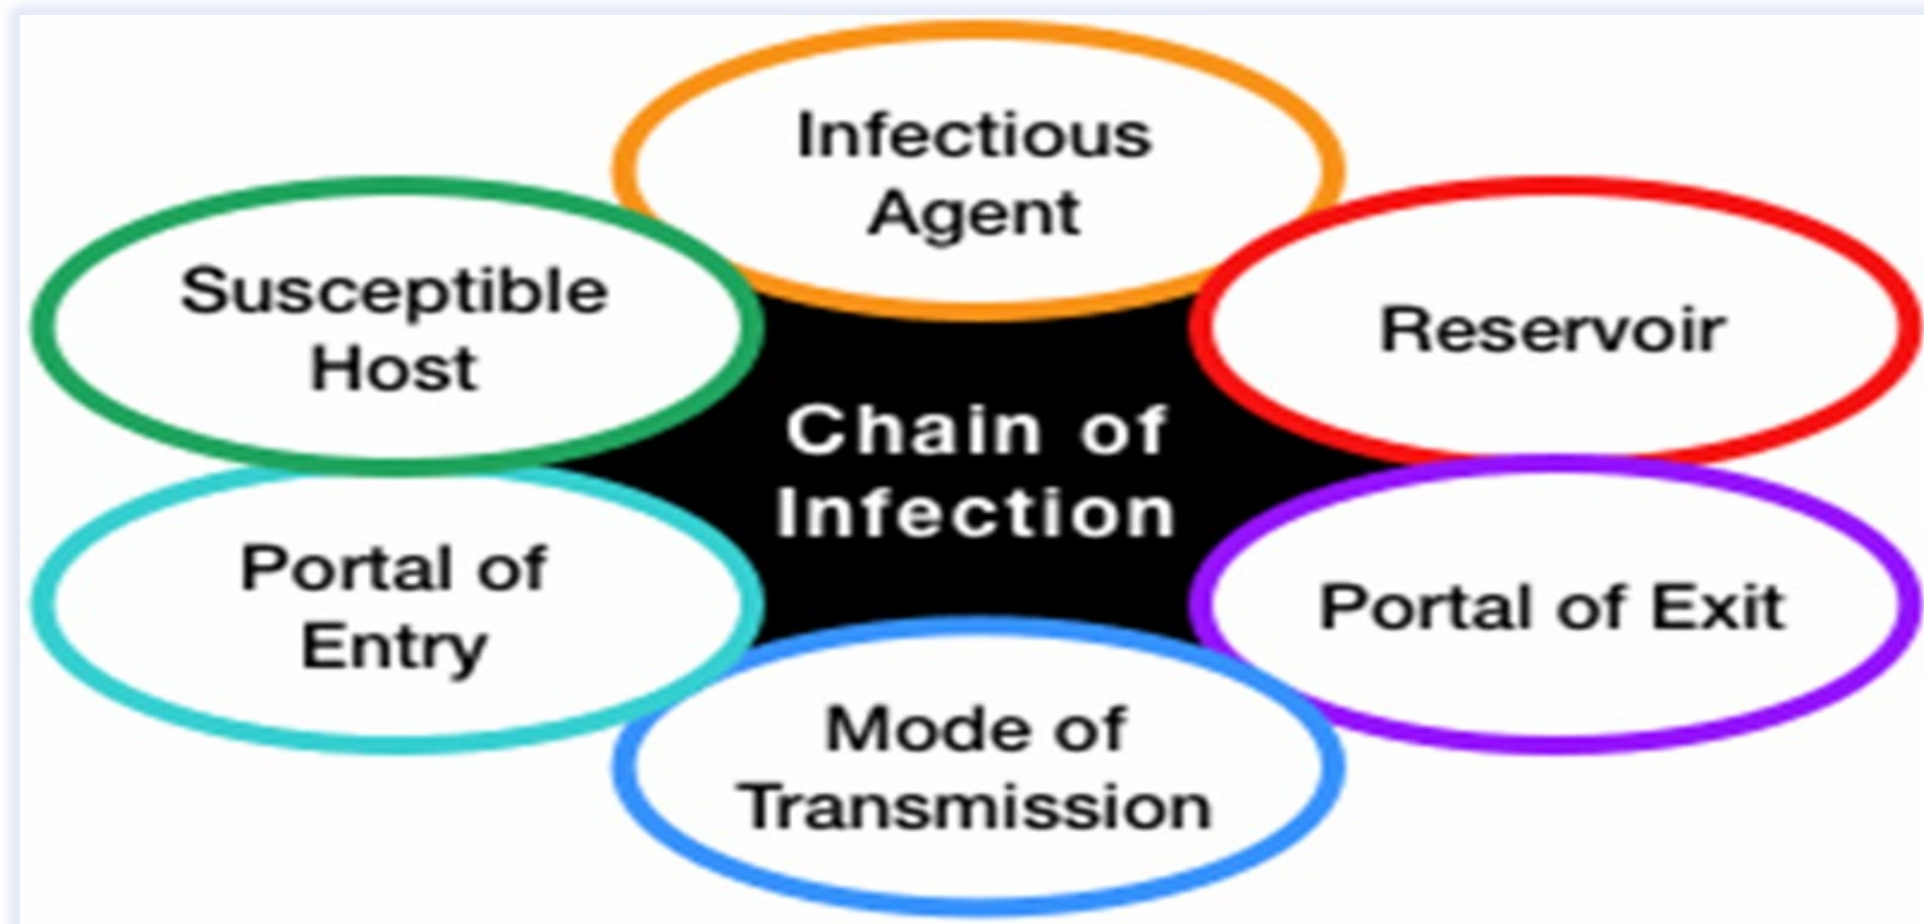 Infectious
Agent
Susceptible
Host
Reservoir
Chain of
Infection
Portal of
Entry
Portal of Exit
Mode of
Transmission